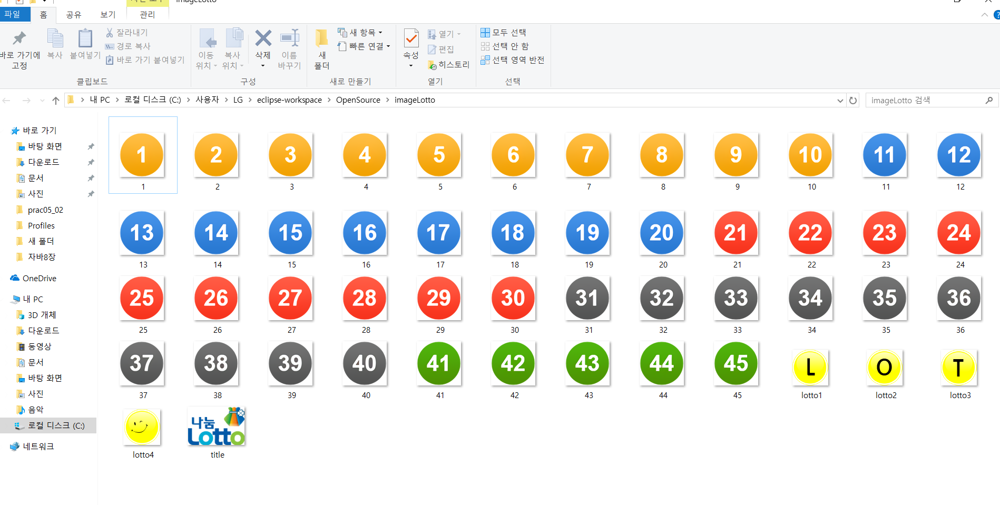 imageLotto
파일 홈 공유 보기 관리
바로 가기에 고정
복사
붙여넣기
잘라내기
경로 복사
바로 가기 붙여넣기
클립보드
이동 위치
복사 위치
삭제
이름 바꾸기
구성
새 폴더
새 항목
빠른 연결
새로 만들기
속성
열기
편집
히스토리
열기
모두 선택
선택 안 함
선택 영역 반전
선택
내 PC > 로컬 디스크 (C:) > 사용자 > LG > eclipse-workspace > OpenSource > imageLotto
imageLotto 검색
바로 가기
바탕 화면
다운로드
문서
사진
prac05_02
Profiles
새 폴더
자바8장
OneDrive
내 PC
3D 개체
다운로드
동영상
문서
바탕 화면
사진
음악
로컬 디스크 (C:)
네트워크
1 2 3 4 5 6 7 8 9 10 11 12
1 2 3 4 5 6 7 8 9 10 11 12
13 14 15 16 17 18 19 20 21 22 23 24
13 14 15 16 17 18 19 20 21 22 23 24
25 26 27 28 29 30 31 32 33 34 35 36
25 26 27 28 29 30 31 32 33 34 35 36
37 38 39 40 41 42 43 44 45 L O T
37 38 39 40 41 42 43 44 45 lotto1 lotto2 lotto3
나눔
Lotto
lotto4 title